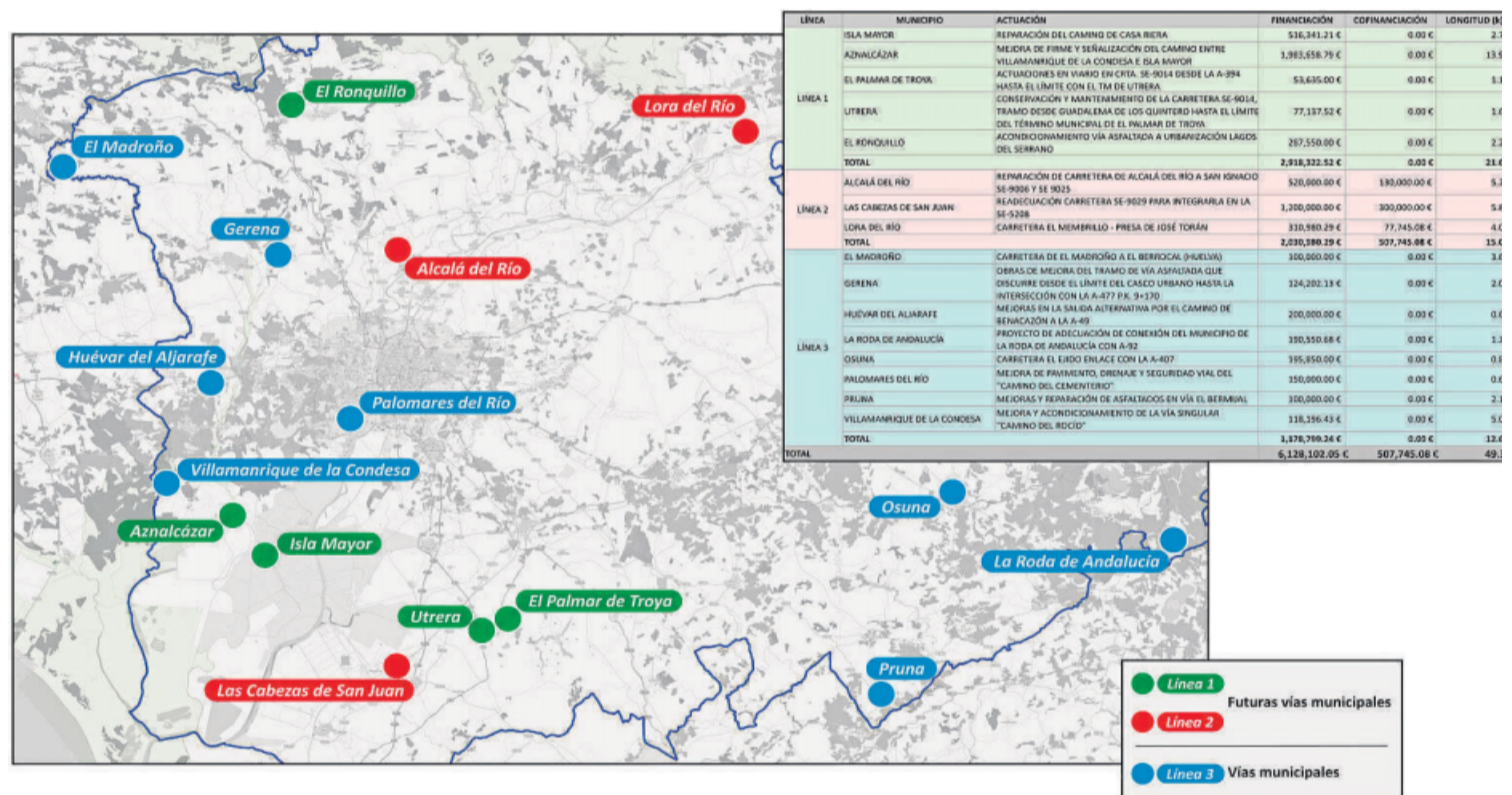 El Ronquillo
Lora del Río
El Madroño
Gerena
Alcalá del Río
Huévar del Aljarafe
Palomares del Río
Villamanrique de la Condesa
Aznalcázar
Isla Mayor
Osuna
La Roda de Andalucía
Utrera
El Palmar de Troya
Las Cabezas de San Juan
Pruna
LÍNEA MUNICIPIO ACTUACIÓN FINANCIACIÓN COFINANCIACIÓN LONGITUD
LÍNEA 1
ISLA MAYOR REPARACIÓN DEL CAMINO DE CASA RIERA 516,341.21 € 0.00 €
AZNALCÁZAR MEJORA DE FIRME Y SEÑALIZACIÓN DEL CAMINO ENTRE
VILLAMANRIQUE DE LA CONDESA E ISLA MAYOR 1,983,658.79 € 0.00 €
EL PALMAR DE TROYA ACTUACIONES EN VIARIO EN CRTA. SE-9014 DESDE LA A-394
HASTA EL LÍMITE CON EL TM DE UTRERA 53,635.00 € 0.00 €
UTRERA CONSERVACIÓN Y MANTENIMIENTO DE LA CARRETERA SE-9014,
TRAMO DESDE GUADALEMA DE LOS QUINTERO HASTA EL LÍMITE
DEL TÉRMINO MUNICIPAL DE EL PALMAR DE TROYA 77,137.52 € 0.00 €
EL RONQUILLO ACONDICIONAMIENTO VÍA ASFALTADA A URBANIZACIÓN LAGOS
DEL SERRANO 287,550.00 € 0.00 €
TOTAL 2,918,322.52 € 0.00 €
LÍNEA 2
ALCALÁ DEL RÍO REPARACIÓN DE CARRETERA DE ALCALÁ DEL RÍO A SAN IGNACIO
SE-9006 Y SE 9025 520,000.00 € 130,000.00 €
LAS CABEZAS DE SAN JUAN READECUACIÓN CARRETERA SE-9029 PARA INTEGRARLA EN LA
SE-5208 1,200,000.00 € 300,000.00 €
LORA DEL RÍO CARRETERA EL MEMBRILLO - PRESA DE JOSÉ TORÁN 310,980.29 € 77,745.08 €
TOTAL 2,030,980.29 € 507,745.08 €
LÍNEA 3
EL MADROÑO CARRETERA DE EL MADROÑO A EL BERROCAL (HUELVA) 100,000.00 € 0.00 €
GERENA OBRAS DE MEJORA DEL TRAMO DE VÍA ASFALTADA QUE
DISCURRE DESDE EL LÍMITE DEL CASCO URBANO HASTA LA
INTERSECCIÓN CON LA A-477 P.K. 9+170 124,202.13 € 0.00 €
HUÉVAR DEL ALJARAFE MEJORAS EN LA SALIDA ALTERNATIVA POR EL CAMINO DE
BENACAZÓN A LA A-49 200,000.00 € 0.00 €
LA RODA DE ANDALUCÍA PROYECTO DE ADECUACIÓN DE CONEXIÓN DEL MUNICIPIO DE
LA RODA DE ANDALUCÍA CON A-92 190,550.68 € 0.00 €
OSUNA CARRETERA EL EJIDO ENLACE CON LA A-407 195,850.00 € 0.00 €
PALOMARES DEL RÍO MEJORA DE PAVIMENTO, DRENAJE Y SEGURIDAD VIAL DEL
"CAMINO DEL CEMENTERIO" 150,000.00 € 0.00 €
PRUNA MEJORAS Y REPARACIÓN DE ASFALTADOS EN VÍA EL BERMEJAL 100,000.00 € 0.00 €
VILLAMANRIQUE DE LA CONDESA MEJORA Y ACONDICIONAMIENTO DE LA VÍA SINGULAR
"CAMINO DEL ROCÍO" 118,196.43 € 0.00 €
TOTAL 1,178,799.24 € 0.00 €
TOTAL 6,128,102.05 € 507,745.08 €
Línea 1
Futuras vías municipales
Línea 2
Línea 3 Vías municipales